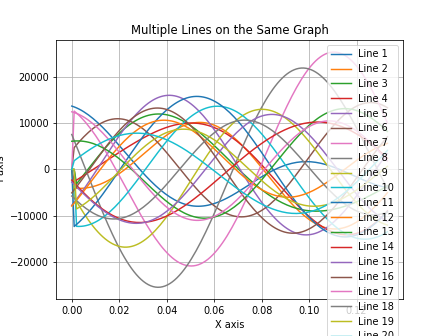 Multiple Lines on the Same Graph
20000
10000
0
−10000
−20000
0.00
0.02
0.04
0.06
0.08
0.10
X axis
axis
Line 1
Line 2
Line 3
Line 4
Line 5
Line 6
Line 7
Line 8
Line 9
Line 10
Line 11
Line 12
Line 13
Line 14
Line 15
Line 16
Line 17
Line 18
Line 19
Line 20